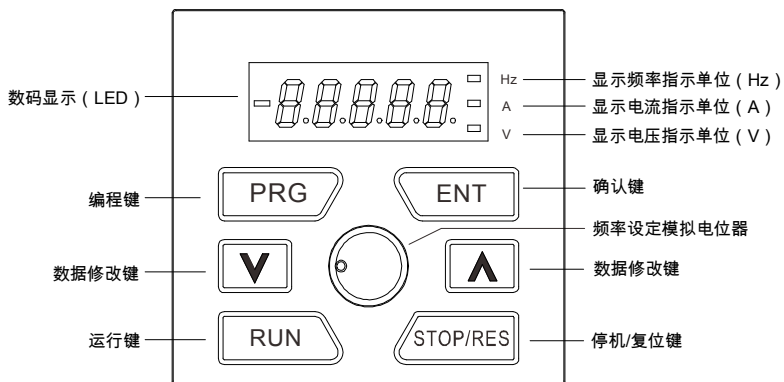 数码显示（LED）
Hz
显示频率指示单位（Hz）
A
显示电流指示单位（A）
V
显示电压指示单位（V）
编程键
PRG
ENT
确认键
频率设定模拟电位器
数据修改键
数据修改键
运行键
RUN
STOP/RES
停机/复位键